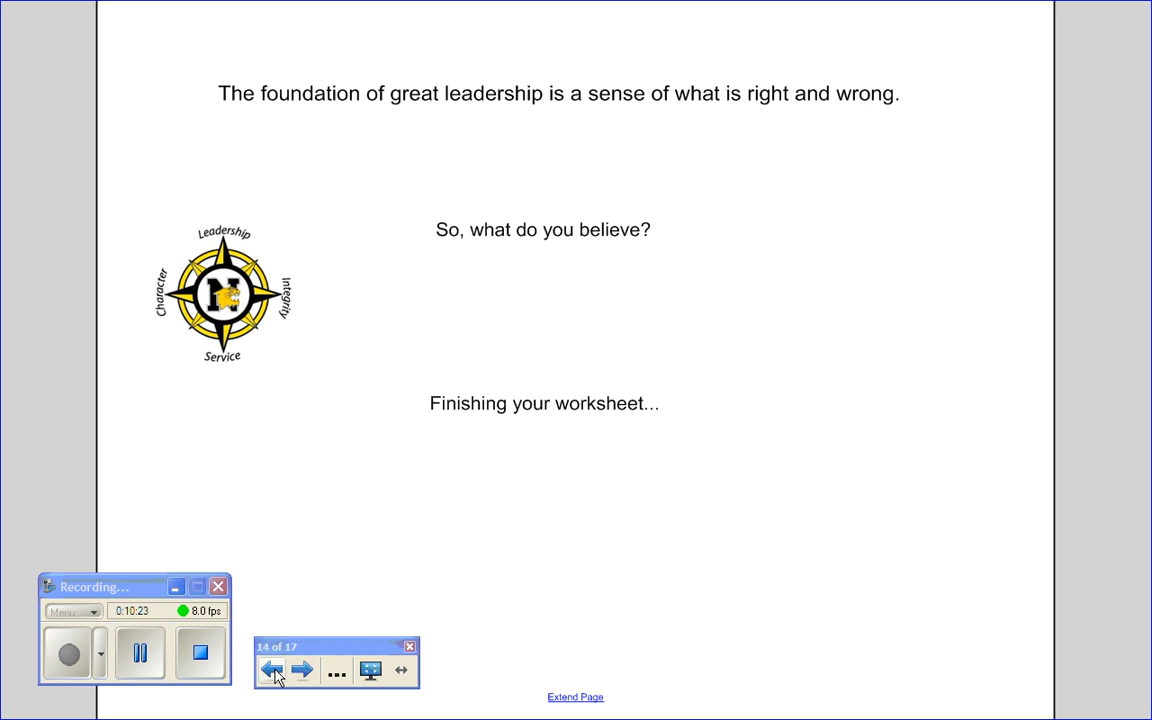 The foundation of great leadership is a sense of what is right and wrong.
So, what do you believe?
Leadership
Character
Integrity
N
Service
Finishing your worksheet...
Recording...
Menu
0:10:23
8.0 fps
14 of 17
...
Extend Page